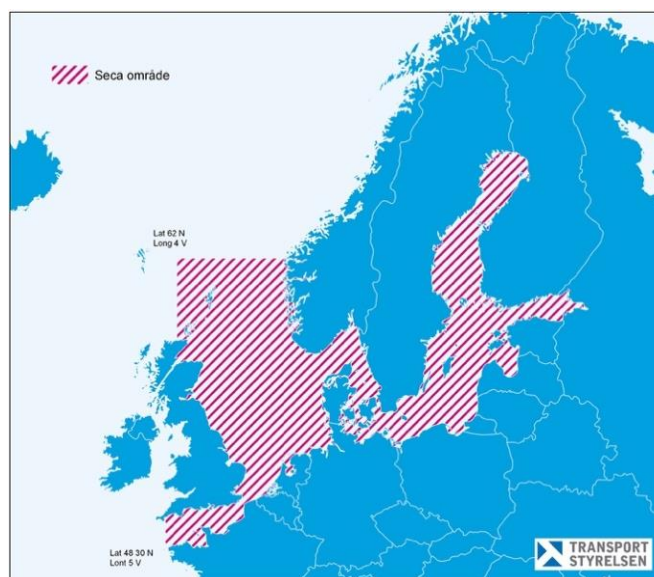 Seca område
Lat 62 N
Long 4 V
Lat 48 30 N
Lont 5 V
TRANSPORT
STYRELSEN